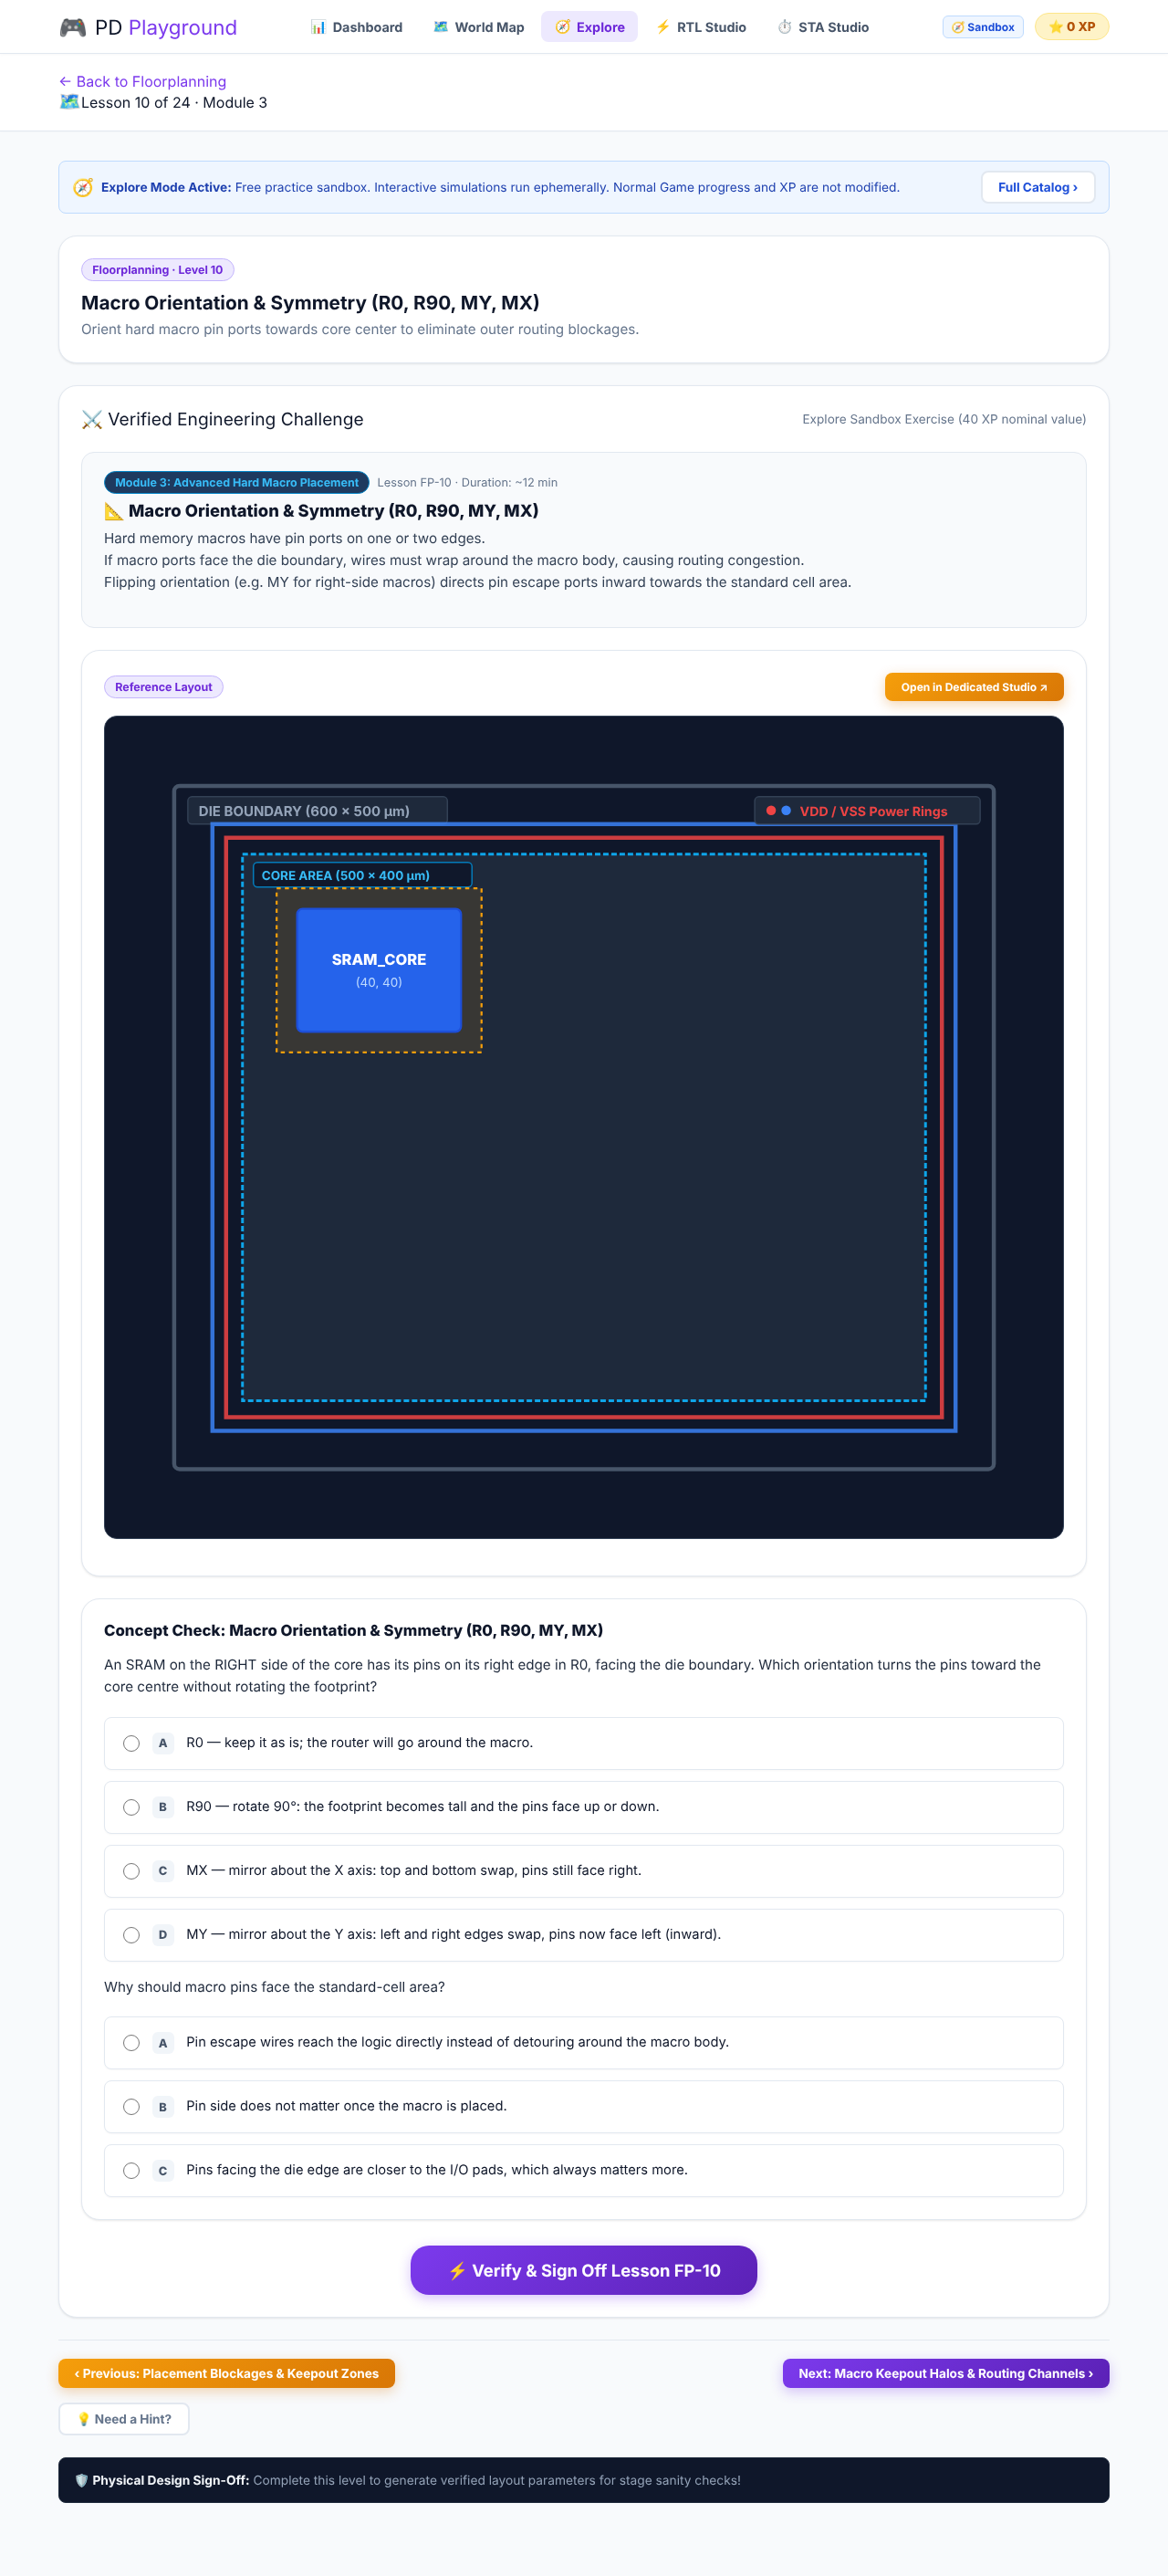 🎮 PD Playground
📊 Dashboard
🗺️ World Map
🧭 Explore
⚡ RTL Studio
⏱️ STA Studio
🧭 Sandbox
⭐ 0 XP
← Back to Floorplanning
🗺️Lesson 10 of 24 · Module 3
🧭 Explore Mode Active: Free practice sandbox. Interactive simulations run ephemerally. Normal Game progress and XP are not modified.
Full Catalog ›
Floorplanning · Level 10
Macro Orientation & Symmetry (R0, R90, MY, MX)
Orient hard macro pin ports towards core center to eliminate outer routing blockages.
⚔️ Verified Engineering Challenge
Explore Sandbox Exercise (40 XP nominal value)
Module 3: Advanced Hard Macro Placement
Lesson FP-10 · Duration: ~12 min
📐 Macro Orientation & Symmetry (R0, R90, MY, MX)
Hard memory macros have pin ports on one or two edges.
If macro ports face the die boundary, wires must wrap around the macro body, causing routing congestion.
Flipping orientation (e.g. MY for right-side macros) directs pin escape ports inward towards the standard cell area.
Reference Layout
Open in Dedicated Studio ↗
DIE BOUNDARY (600 × 500 µm)
VDD / VSS Power Rings
CORE AREA (500 × 400 µm)
SRAM_CORE
(40, 40)
Concept Check: Macro Orientation & Symmetry (R0, R90, MY, MX)
An SRAM on the RIGHT side of the core has its pins on its right edge in R0, facing the die boundary. Which orientation turns the pins toward the
core centre without rotating the footprint?
A R0 — keep it as is; the router will go around the macro.
B R90 — rotate 90°: the footprint becomes tall and the pins face up or down.
C MX — mirror about the X axis: top and bottom swap, pins still face right.
D MY — mirror about the Y axis: left and right edges swap, pins now face left (inward).
Why should macro pins face the standard-cell area?
A Pin escape wires reach the logic directly instead of detouring around the macro body.
B Pin side does not matter once the macro is placed.
C Pins facing the die edge are closer to the I/O pads, which always matters more.
⚡ Verify & Sign Off Lesson FP-10
‹ Previous: Placement Blockages & Keepout Zones
Next: Macro Keepout Halos & Routing Channels ›
💡 Need a Hint?
🛡️ Physical Design Sign-Off: Complete this level to generate verified layout parameters for stage sanity checks!